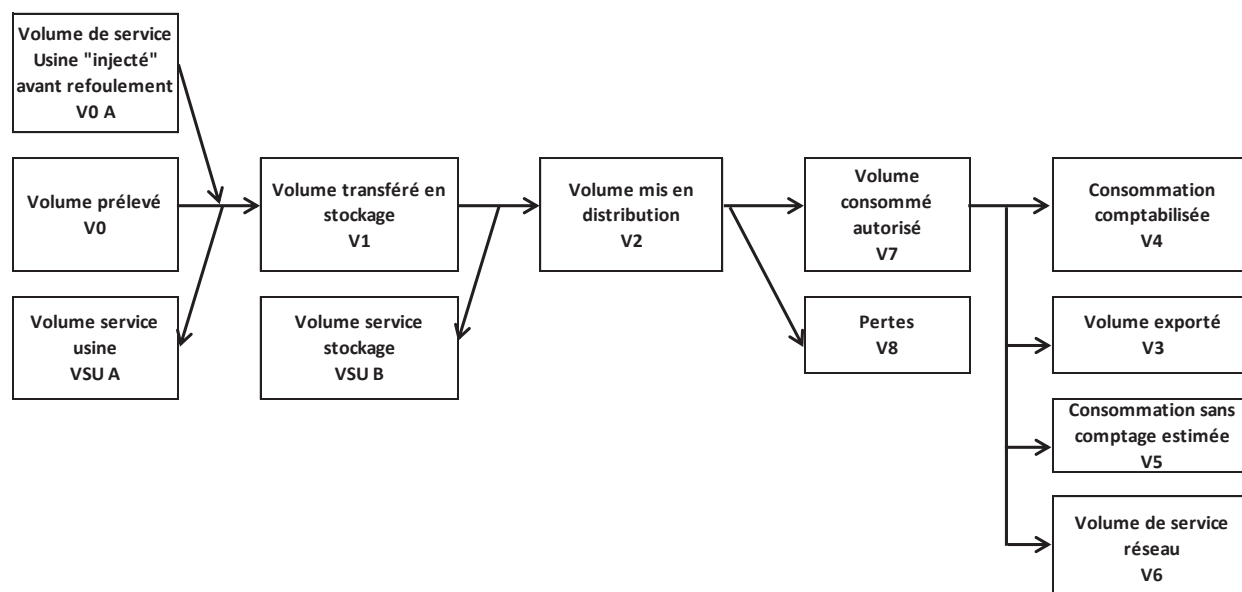 Volume de service
Usine "injecté"
avant refoulement
V0 A
Volume prélevé
V0
Volume service
usine
VSU A
Volume transféré en
stockage
V1
Volume service
stockage
VSU B
Volume mis en
distribution
V2
Volume
consommé
autorisé
V7
Pertes
V8
Consommation
comptabilisée
V4
Volume exporté
V3
Consommation sans
comptage estimée
V5
Volume de service
réseau
V6